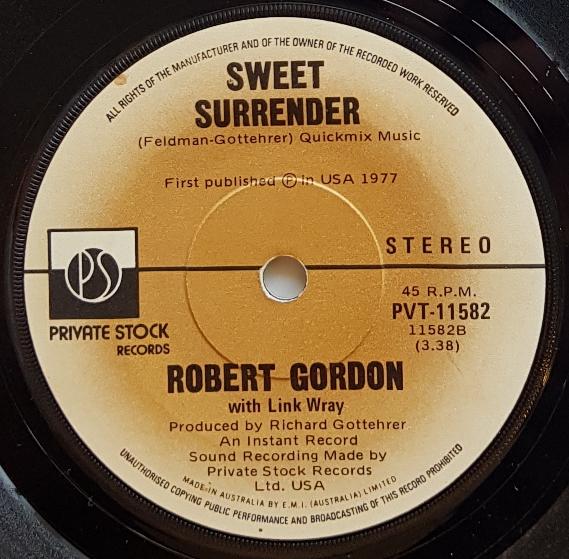 ALL RIGHTS OF THE MANUFACTURER AND OF THE OWNER OF THE RECORDED WORK RESERVED
SWEET
SURRENDER
(Feldman-Gottehrer) Quickmix Music
First published Ⓟ in USA 1977
STEREO
PS
45 R.P.M.
PVT-11582
11582B
(3.38)
PRIVATE STOCK
RECORDS
ROBERT GORDON
with Link Wray
Produced by Richard Gottehrer
An Instant Record
Sound Recording Made by
Private Stock Records
Ltd. USA
MADE IN AUSTRALIA BY E.M.I. (AUSTRALIA) LIMITED
UNAUTHORISED COPYING PUBLIC PERFORMANCE AND BROADCASTING OF THIS RECORD PROHIBITED